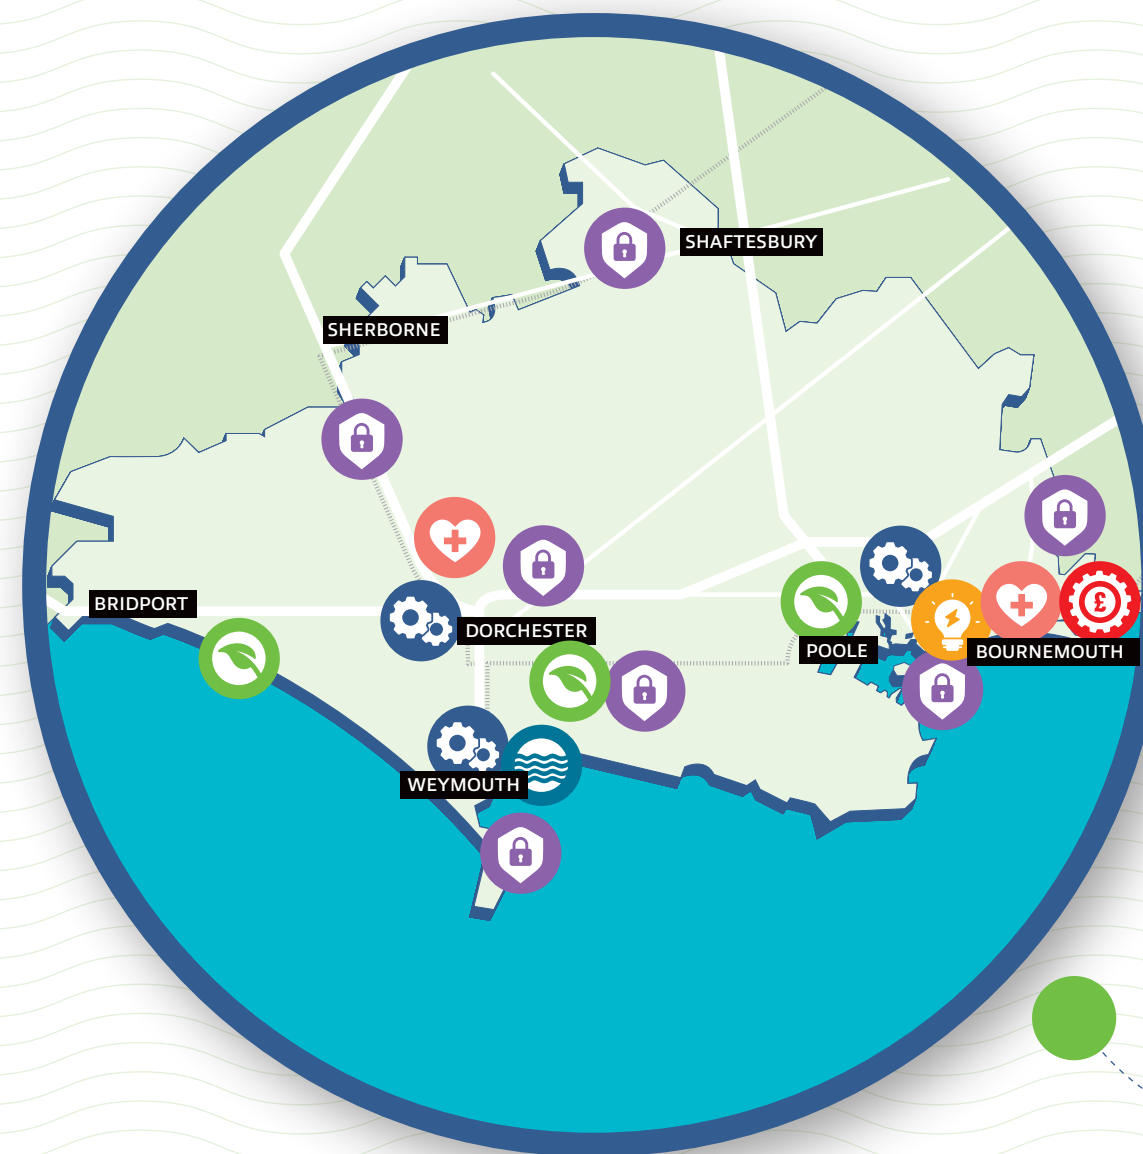 SHAFTESBURY
SHERBORNE
BRIDPORT
DORCHESTER
£
POOLE
BOURNEMOUTH
WEYMOUTH